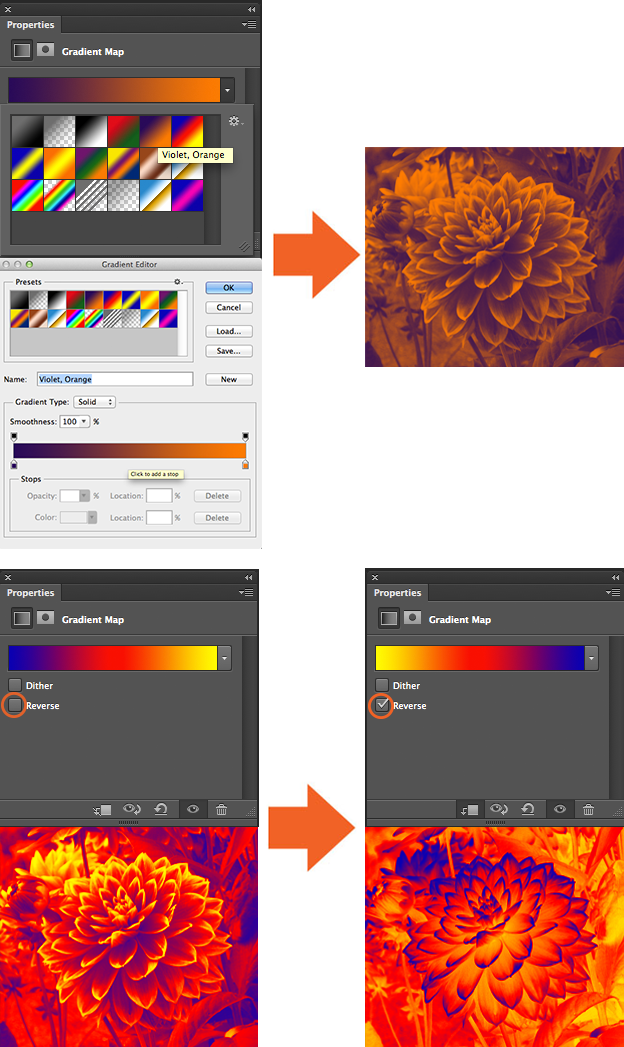 Properties
Gradient Map
Violet, Orange
Gradient Editor
Presets
OK
Cancel
Load...
Save...
Name: Violet, Orange
New
Gradient Type: Solid
Smoothness: 100 %
Click to add a stop
Stops
Opacity: % Location: % Delete
Color: Location: % Delete
Properties
Gradient Map
Dither
Reverse
Properties
Gradient Map
Dither
Reverse